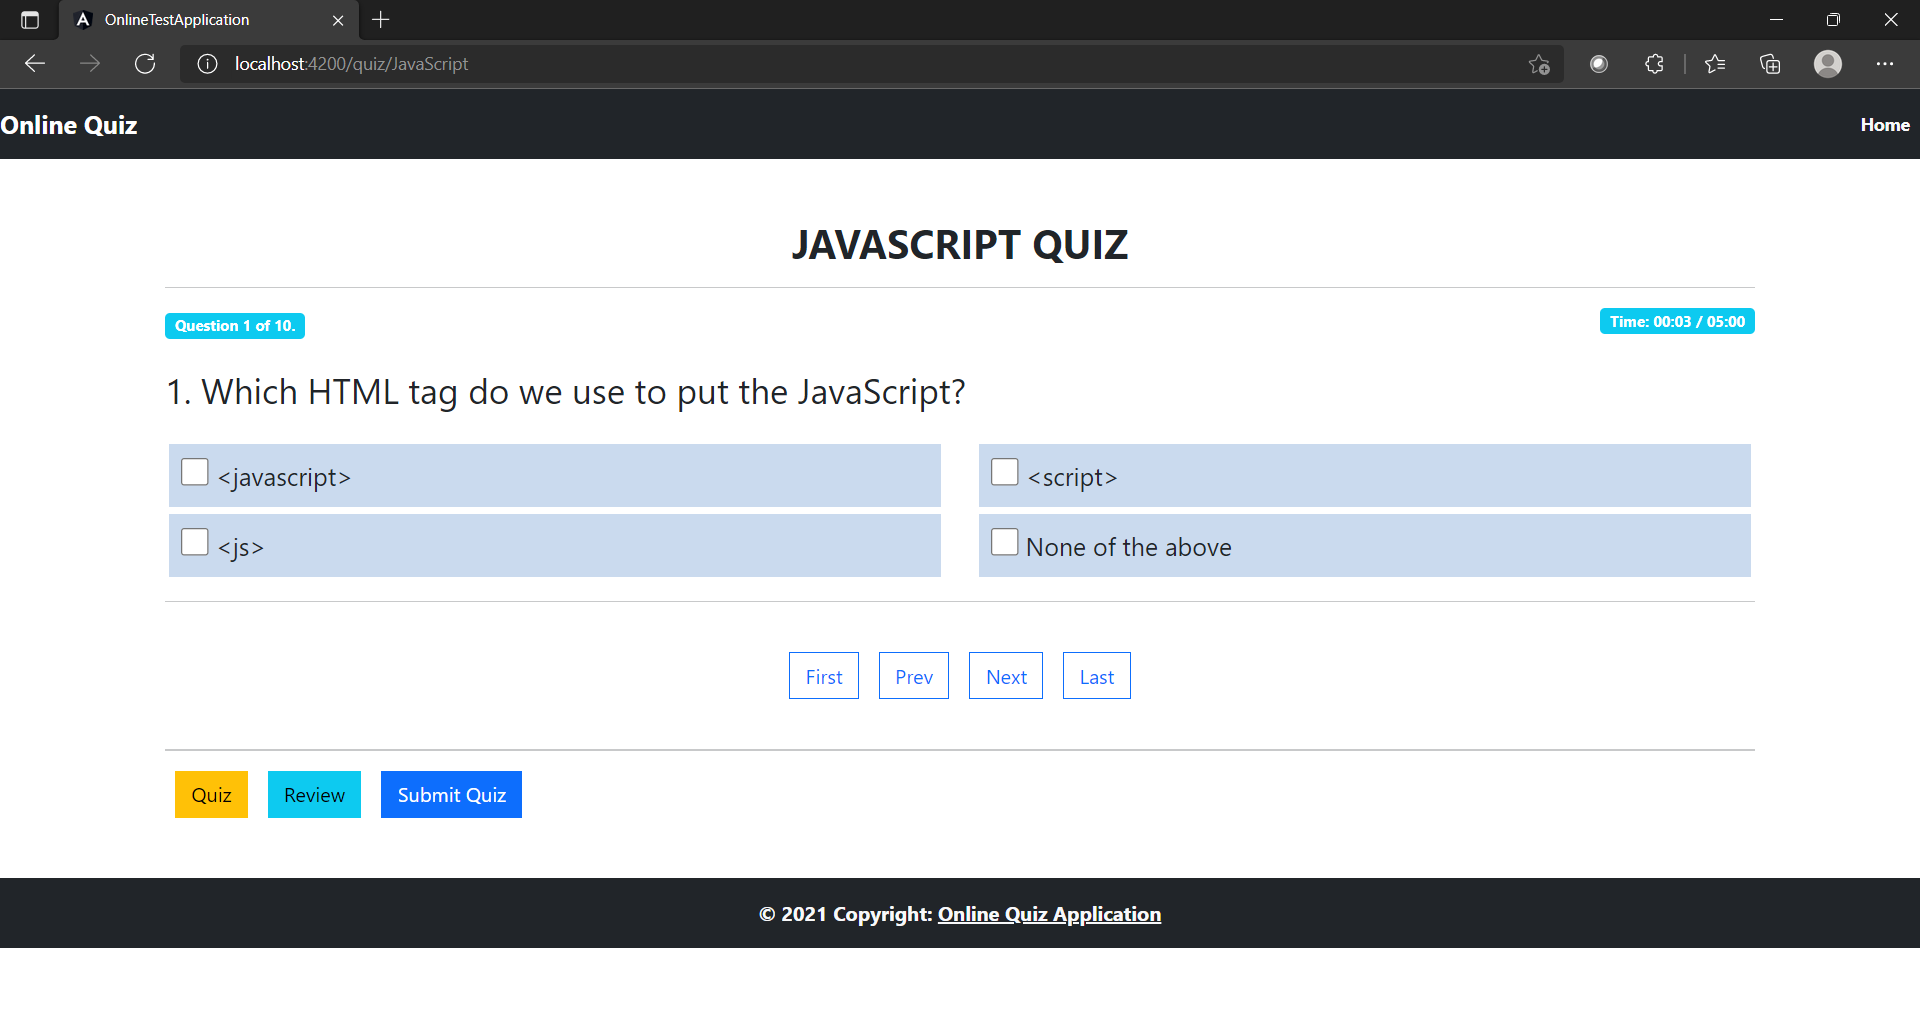 OnlineTestApplication
localhost:4200/quiz/JavaScript
Online Quiz
Home
JAVASCRIPT QUIZ
Question 1 of 10.
Time: 00:03 / 05:00
1. Which HTML tag do we use to put the JavaScript?
<javascript>
<script>
<js>
None of the above
First
Prev
Next
Last
Quiz
Review
Submit Quiz
© 2021 Copyright: Online Quiz Application